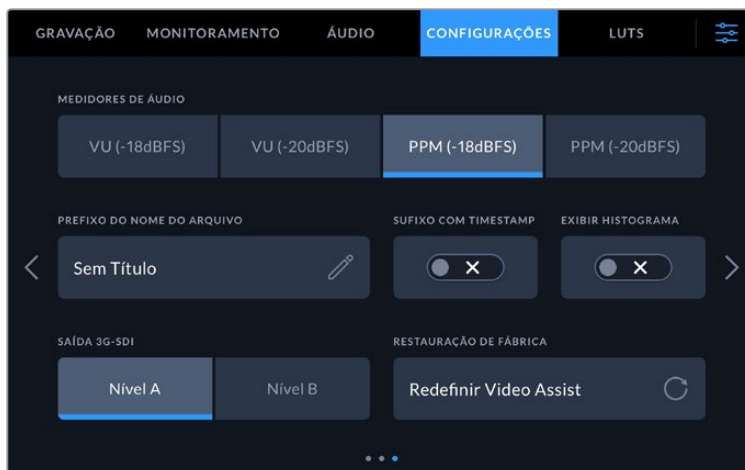 GRAVAÇÃO MONITORAMENTO ÁUDIO CONFIGURAÇÕES LUTS
MEDIDORES DE ÁUDIO
VU (-18dBFS) VU (-20dBFS) PPM (-18dBFS) PPM (-20dBFS)
PREFIXO DO NOME DO ARQUIVO SUFIXO COM TIMESTAMP EXIBIR HISTOGRAMA
Sem Título
SAÍDA 3G-SDI RESTAURAÇÃO DE FÁBRICA
Nível A Nível B Redefinir Video Assist